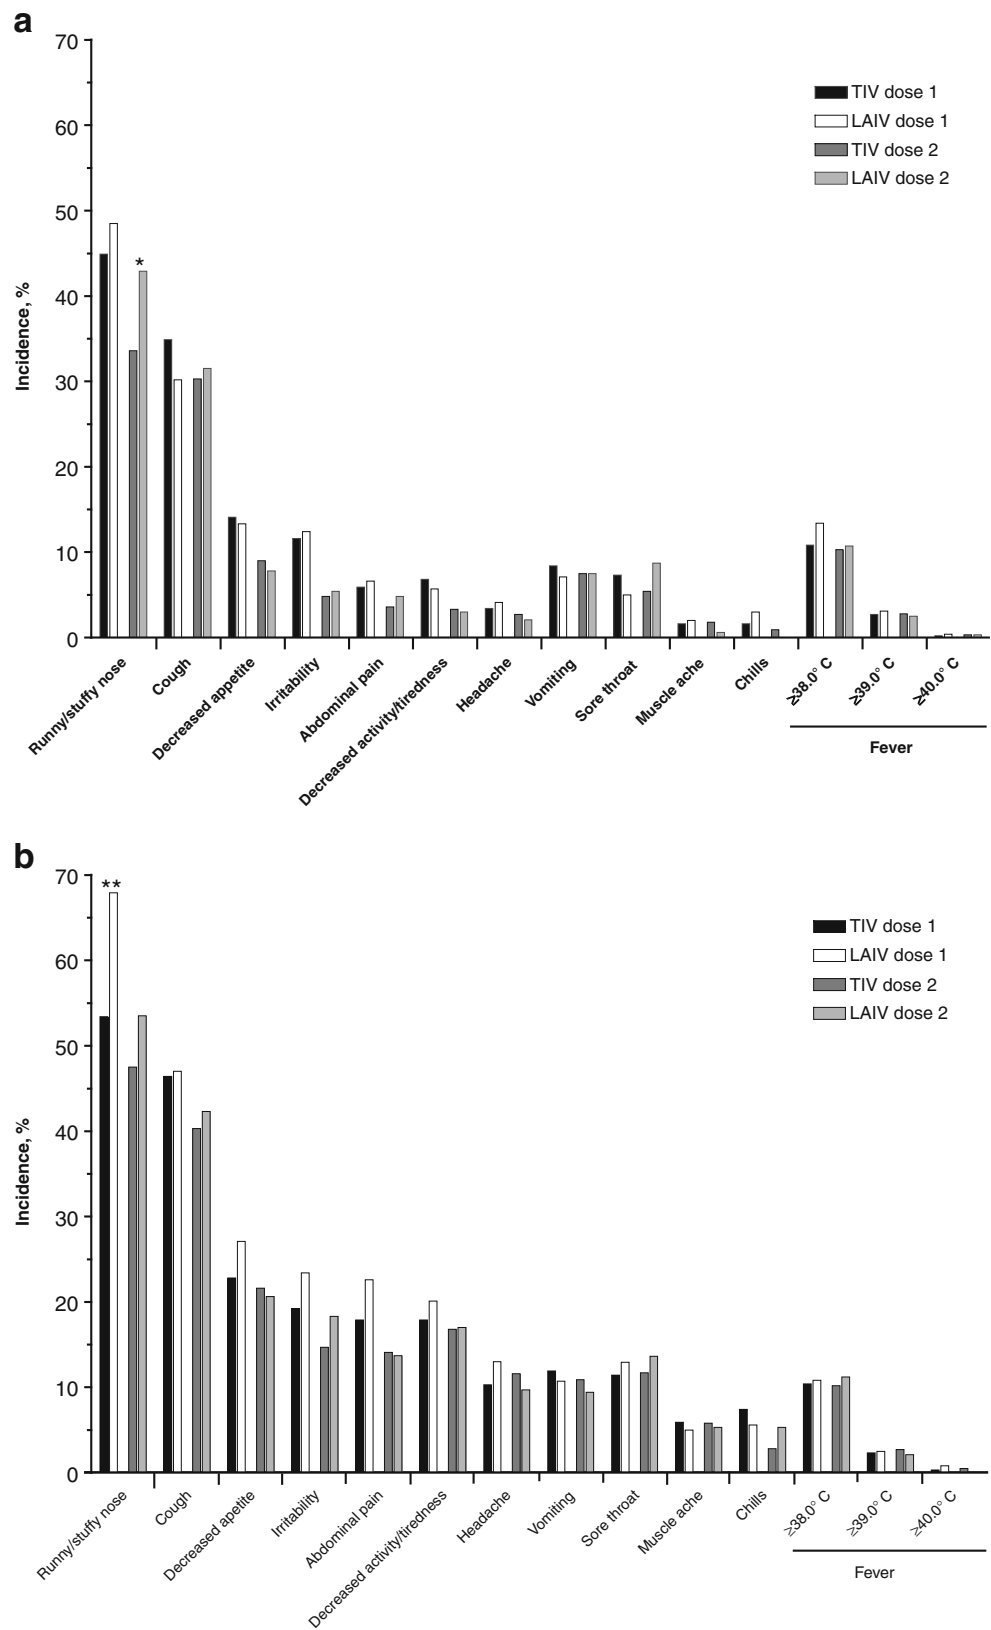 a
70
60
50
40
30
20
10
0
Incidence, %
TIV dose 1
LAIV dose 1
TIV dose 2
LAIV dose 2
*
Runny/stuffy nose
Cough
Decreased appetite
Irritability
Abdominal pain
Decreased activity/tiredness
Headache
Vomiting
Sore throat
Muscle ache
Chills
≥38.0° C
≥39.0° C
≥40.0° C
Fever
b
70
60
50
40
30
20
10
0
Incidence, %
**
TIV dose 1
LAIV dose 1
TIV dose 2
LAIV dose 2
Runny/stuffy nose
Cough
Decreased apetite
Irritability
Abdominal pain
Decreased activity/tiredness
Headache
Vomiting
Sore throat
Muscle ache
Chills
≥38.0° C
≥39.0° C
≥40.0° C
Fever